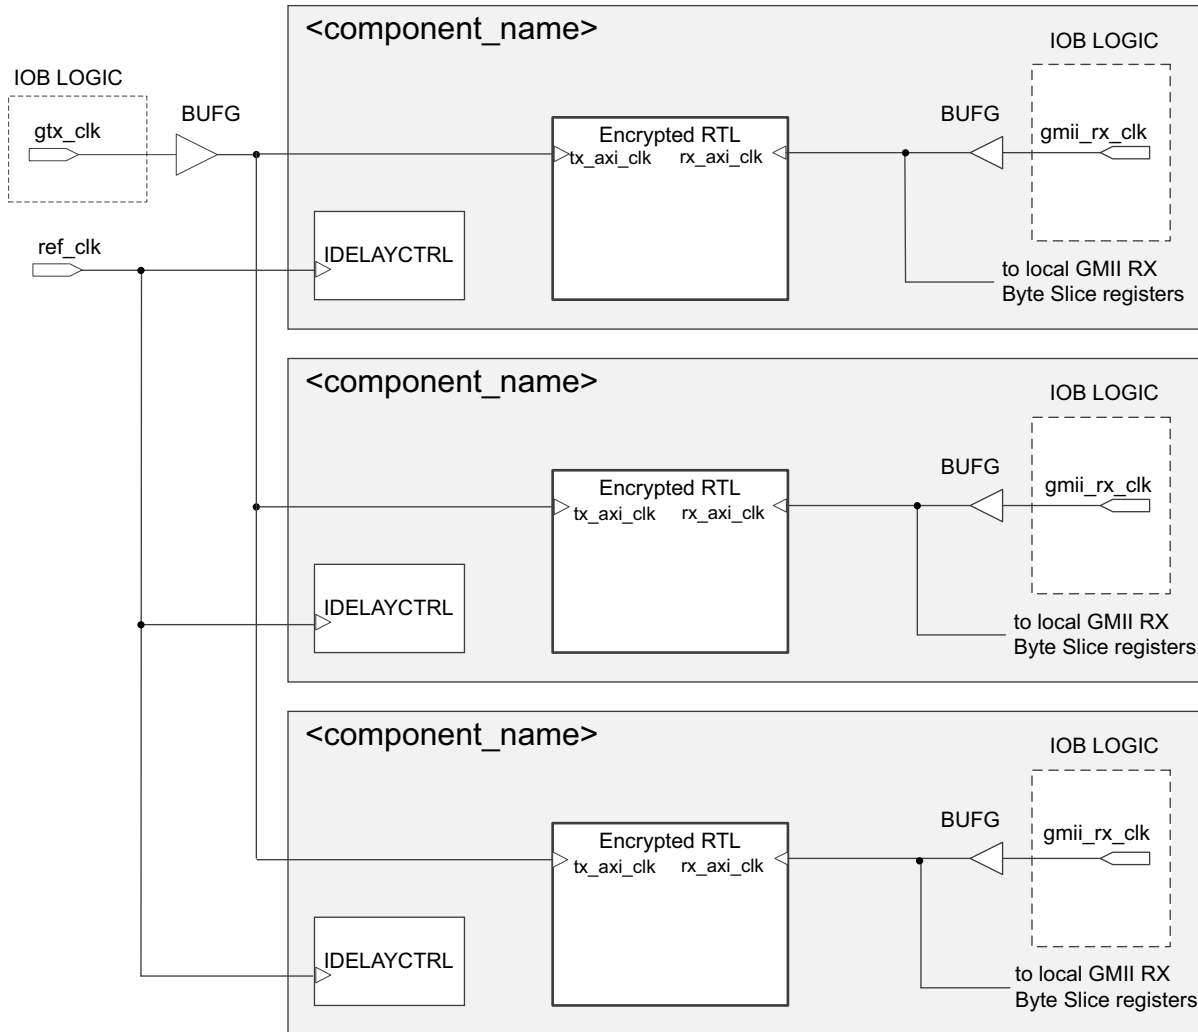 <component_name>
IOB LOGIC
IOB LOGIC
BUFG
BUFG
gtx_clk
gmii_rx_clk
Encrypted RTL
tx_axi_clk rx_axi_clk
ref_clk
IDELAYCTRL
to local GMII RX
Byte Slice registers
<component_name>
IOB LOGIC
BUFG
gmii_rx_clk
Encrypted RTL
tx_axi_clk rx_axi_clk
IDELAYCTRL
to local GMII RX
Byte Slice registers
<component_name>
IOB LOGIC
BUFG
gmii_rx_clk
Encrypted RTL
tx_axi_clk rx_axi_clk
IDELAYCTRL
to local GMII RX
Byte Slice registers